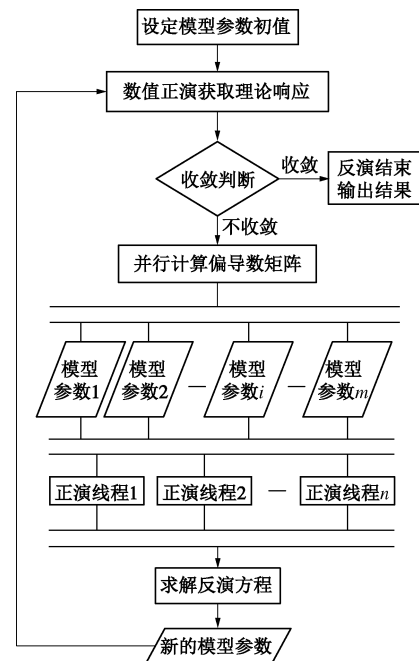 设定模型参数初值
数值正演获取理论响应
收敛判断
收敛
反演结束
输出结果
不收敛
并行计算偏导数矩阵
模型
参数1
模型
参数2
模型
参数i
模型
参数m
正演线程1
正演线程2
正演线程n
求解反演方程
新的模型参数